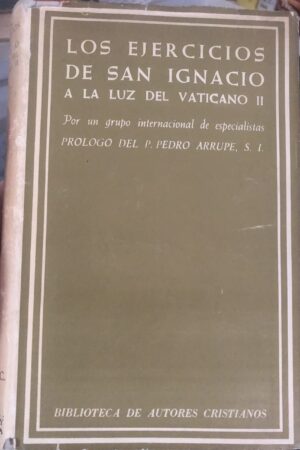 LOS EJERCICIOS
DE SAN IGNACIO
A LA LUZ DEL VATICANO II
Por un grupo internacional de especialistas
PROLOGO DEL P. PEDRO ARRUPE, S. I.
BIBLIOTECA DE AUTORES CRISTIANOS